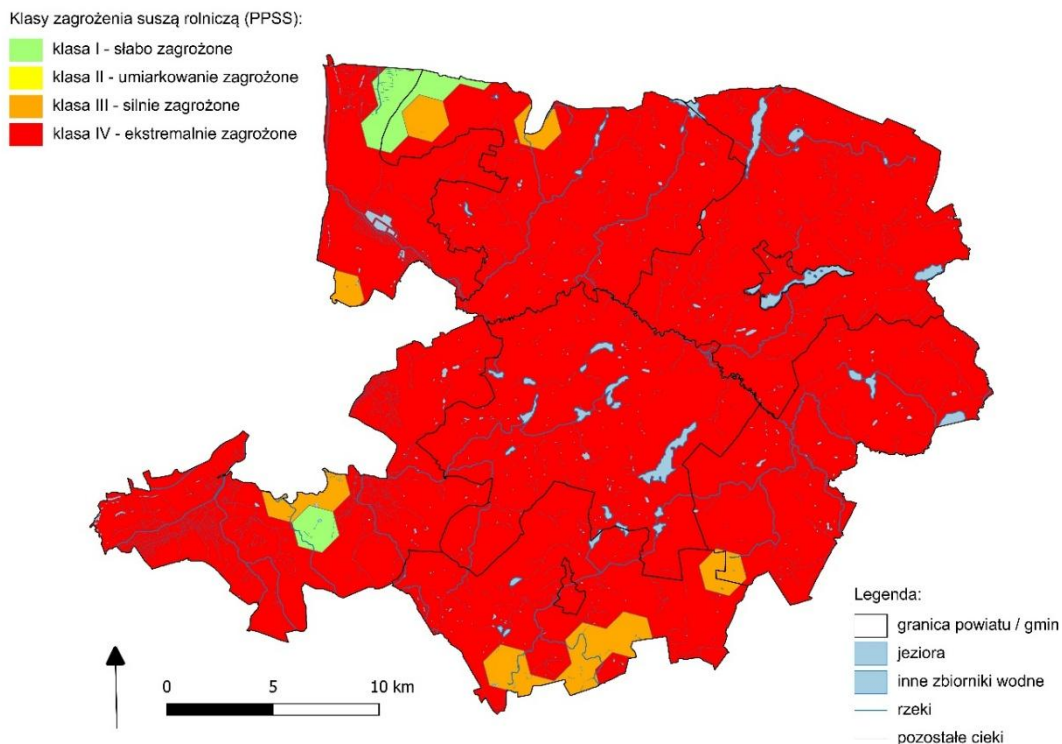 Klasy zagrożenia suszą rolniczą (PPSS):
klasa I - słabo zagrożone
klasa II - umiarkowanie zagrożone
klasa III - silnie zagrożone
klasa IV - ekstremalnie zagrożone
0 5 10 km
Legenda:
granica powiatu / gmin
jeziora
inne zbiorniki wodne
rzeki
pozostałe cieki